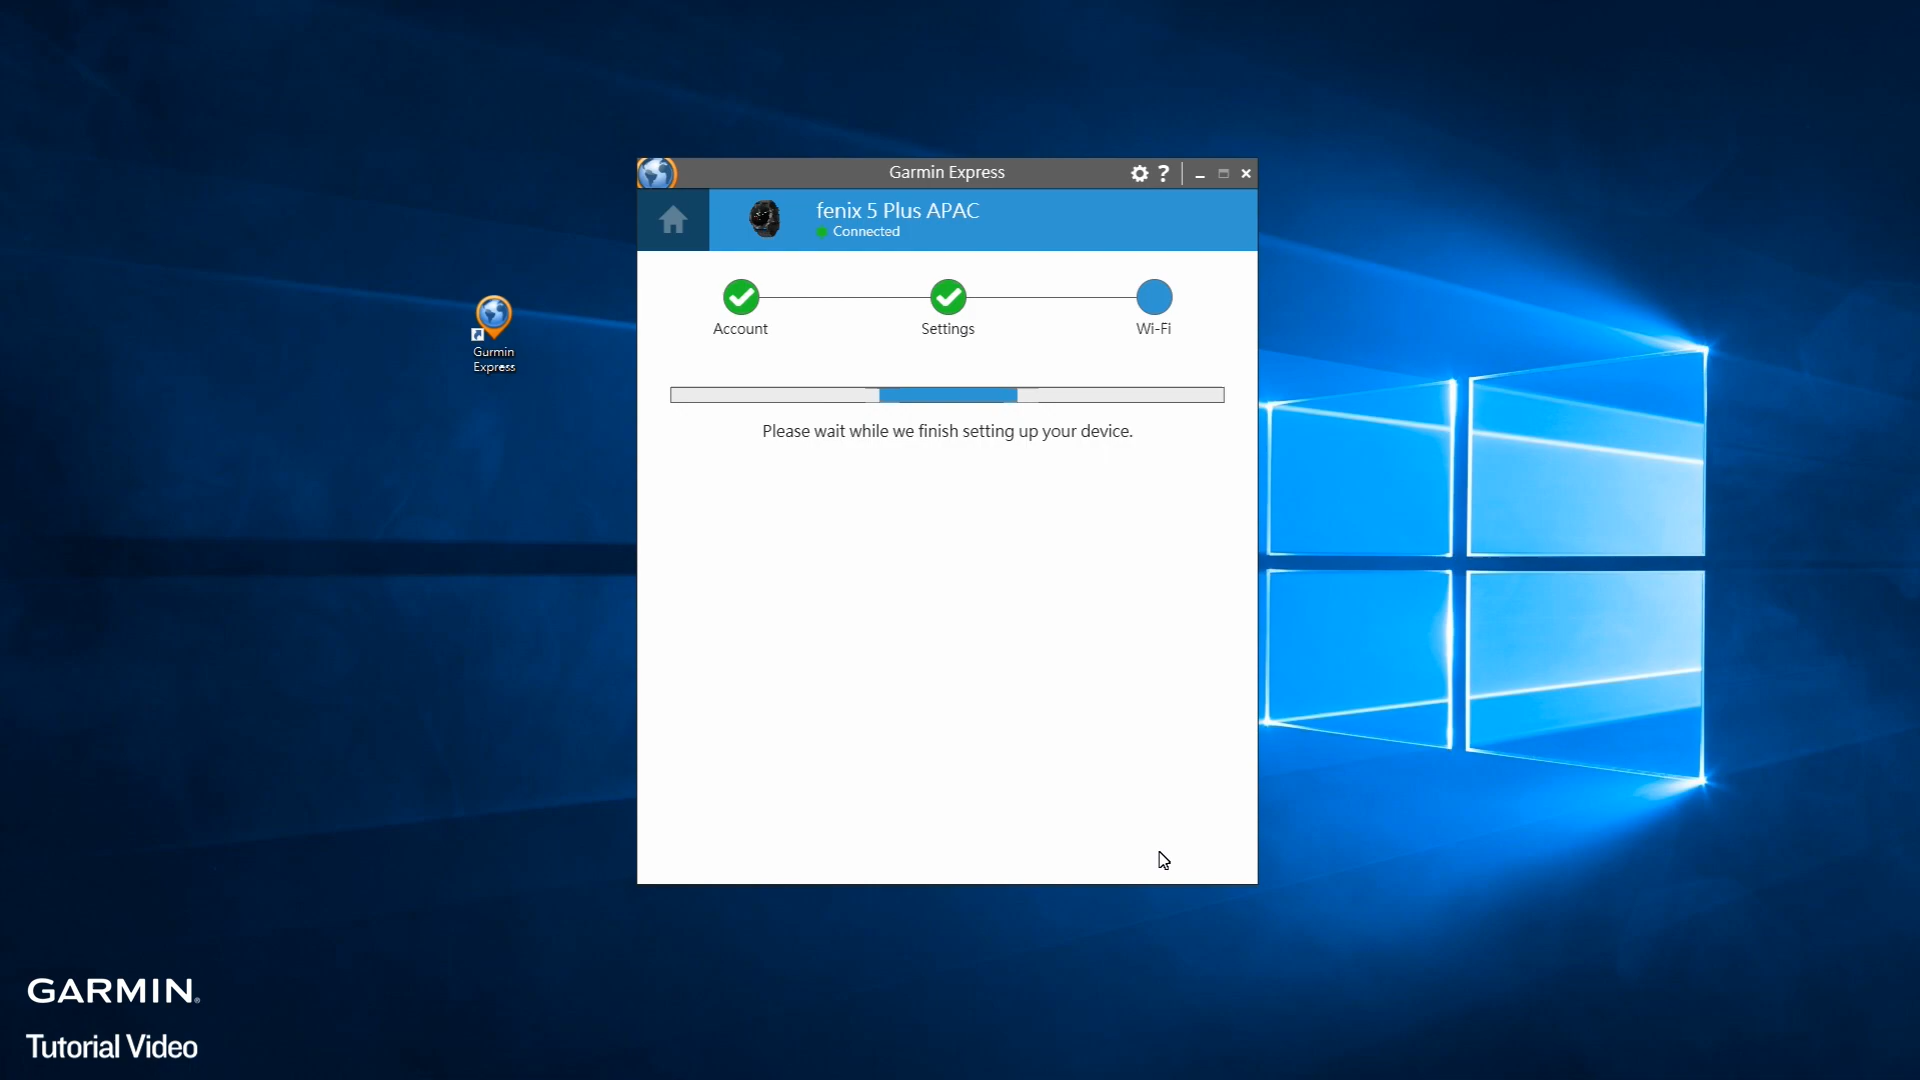 Garmin Express
?
fenix 5 Plus APAC
Connected
Account
Settings
Wi-Fi
Please wait while we finish setting up your device.
Gurmin
Express
GARMIN®
Tutorial Video